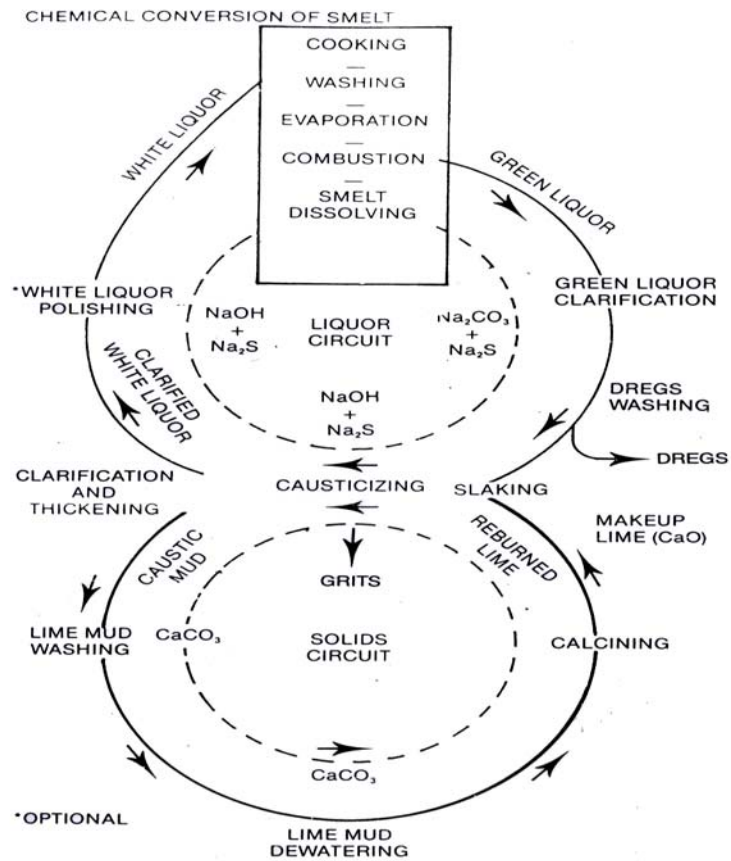 CHEMICAL CONVERSION OF SMELT
COOKING
WASHING
EVAPORATION
COMBUSTION
SMELT
DISSOLVING
WHITE LIQUOR
GREEN LIQUOR
*WHITE LIQUOR
POLISHING
NaOH
+
Na₂S
LIQUOR
CIRCUIT
Na₂CO₃
+
Na₂S
GREEN LIQUOR
CLARIFICATION
CLARIFIED
WHITE LIQUOR
NaOH
+
Na₂S
DREGS
WASHING
DREGS
CLARIFICATION
AND
THICKENING
CAUSTICIZING
SLAKING
MAKEUP
LIME (CaO)
CAUSTIC
MUD
GRITS
REBURNED
LIME
LIME MUD
WASHING
CaCO₃
SOLIDS
CIRCUIT
CALCINING
CaCO₃
*OPTIONAL
LIME MUD
DEWATERING